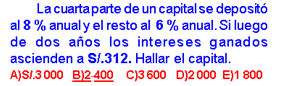 La cuarta parte de un capital se depositó
al 8 % anual y el resto al 6 % anual. Si luego
de dos años los intereses ganados
ascienden a S/.312. Hallar el capital.
A)S/.3 000 B)2 400 C)3 600 D)2 000 E)1 800